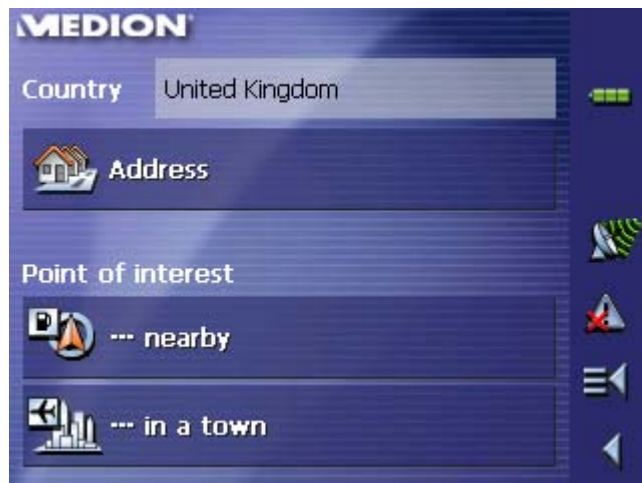 MEDION
Country United Kingdom
Address
Point of interest
--- nearby
--- in a town